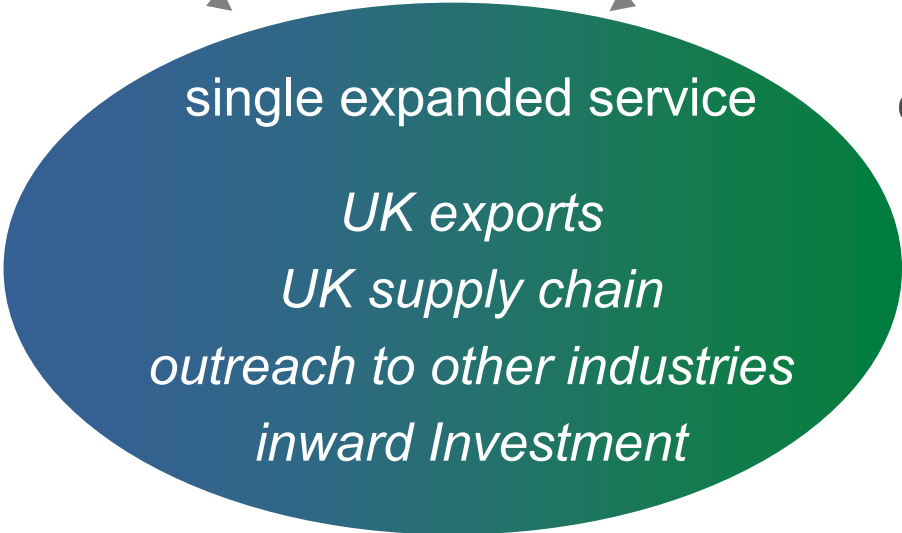 single expanded service
UK exports
UK supply chain
outreach to other industries
inward Investment